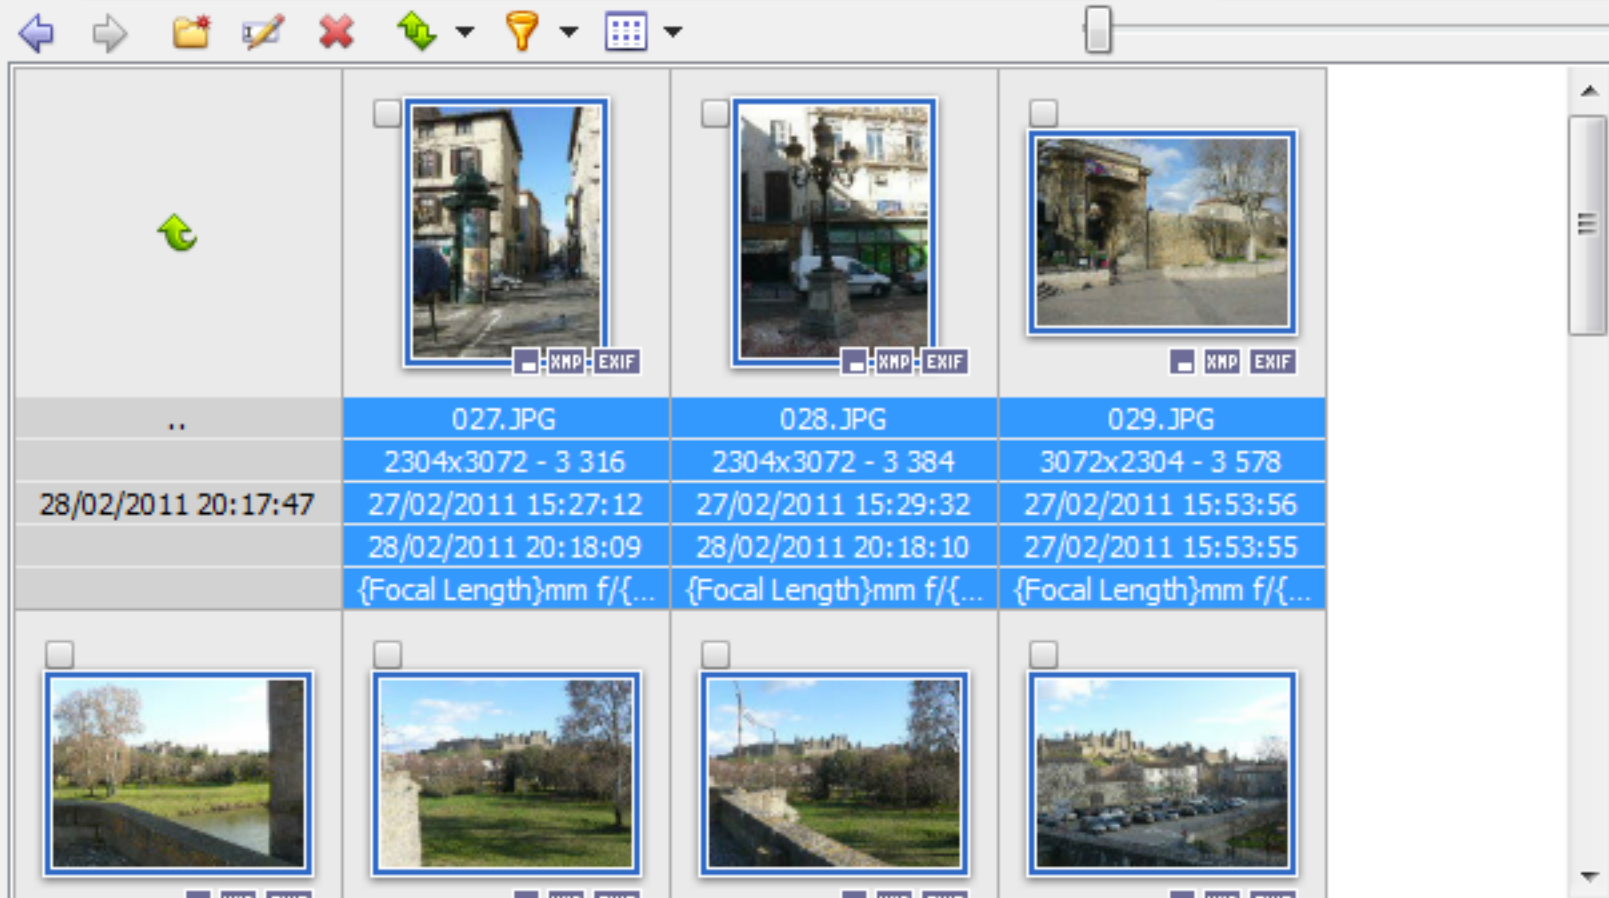 XMP EXIF
XMP EXIF
XMP EXIF
..
027.JPG
028.JPG
029.JPG
2304x3072 - 3 316
2304x3072 - 3 384
3072x2304 - 3 578
28/02/2011 20:17:47
27/02/2011 15:27:12
27/02/2011 15:29:32
27/02/2011 15:53:56
28/02/2011 20:18:09
28/02/2011 20:18:10
27/02/2011 15:53:55
{Focal Length}mm f/{...
{Focal Length}mm f/{...
{Focal Length}mm f/{...